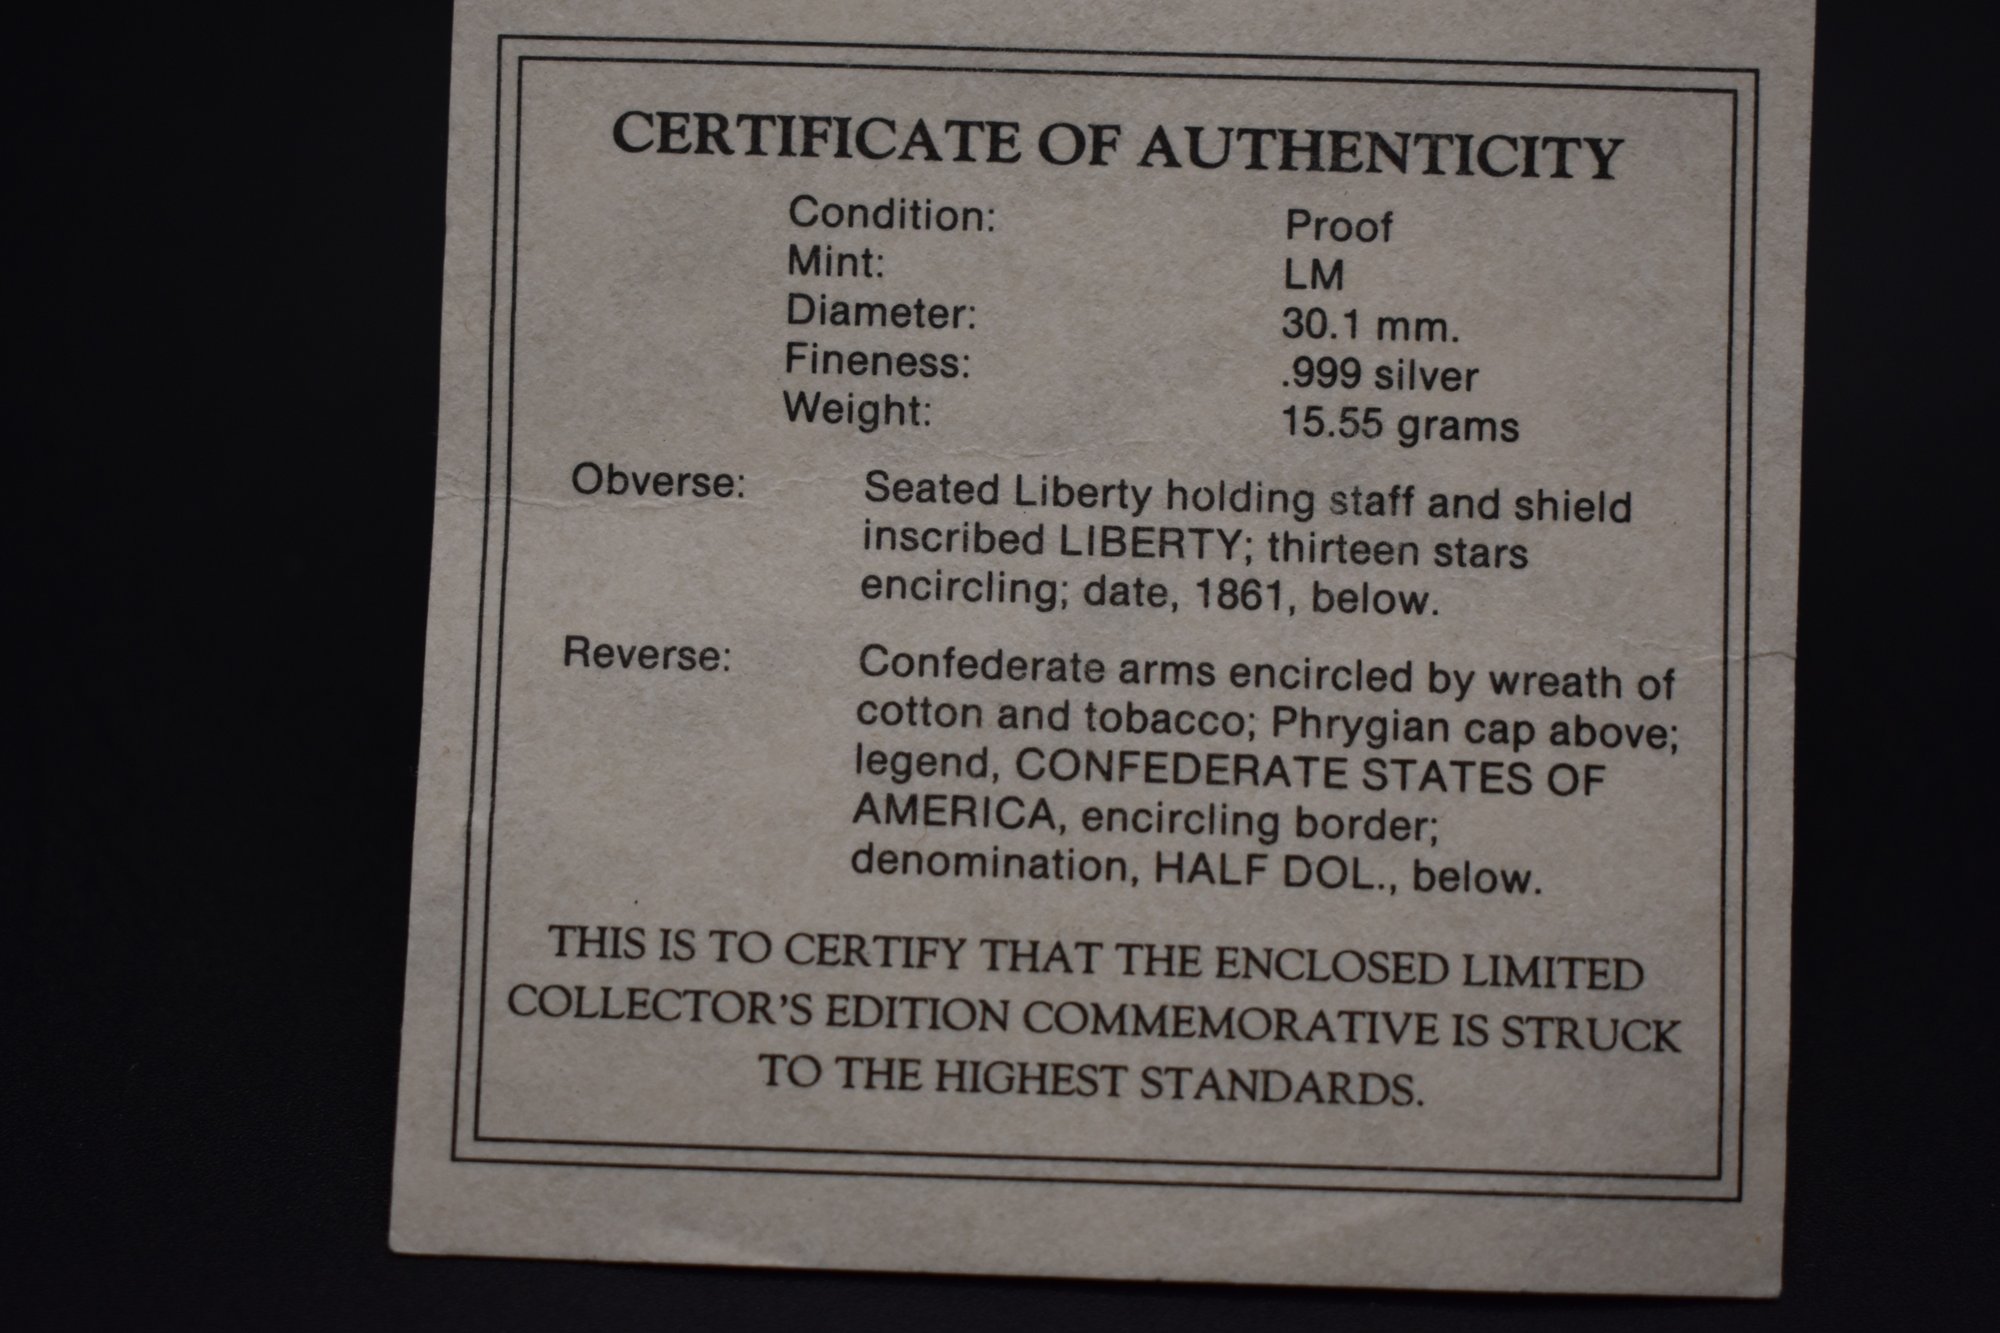 CERTIFICATE OF AUTHENTICITY
Condition: Proof
Mint: LM
Diameter: 30.1 mm.
Fineness: .999 silver
Weight: 15.55 grams
Obverse: Seated Liberty holding staff and shield
inscribed LIBERTY; thirteen stars
encircling; date, 1861, below.
Reverse: Confederate arms encircled by wreath of
cotton and tobacco; Phrygian cap above;
legend, CONFEDERATE STATES OF
AMERICA, encircling border;
denomination, HALF DOL., below.
THIS IS TO CERTIFY THAT THE ENCLOSED LIMITED
COLLECTOR'S EDITION COMMEMORATIVE IS STRUCK
TO THE HIGHEST STANDARDS.